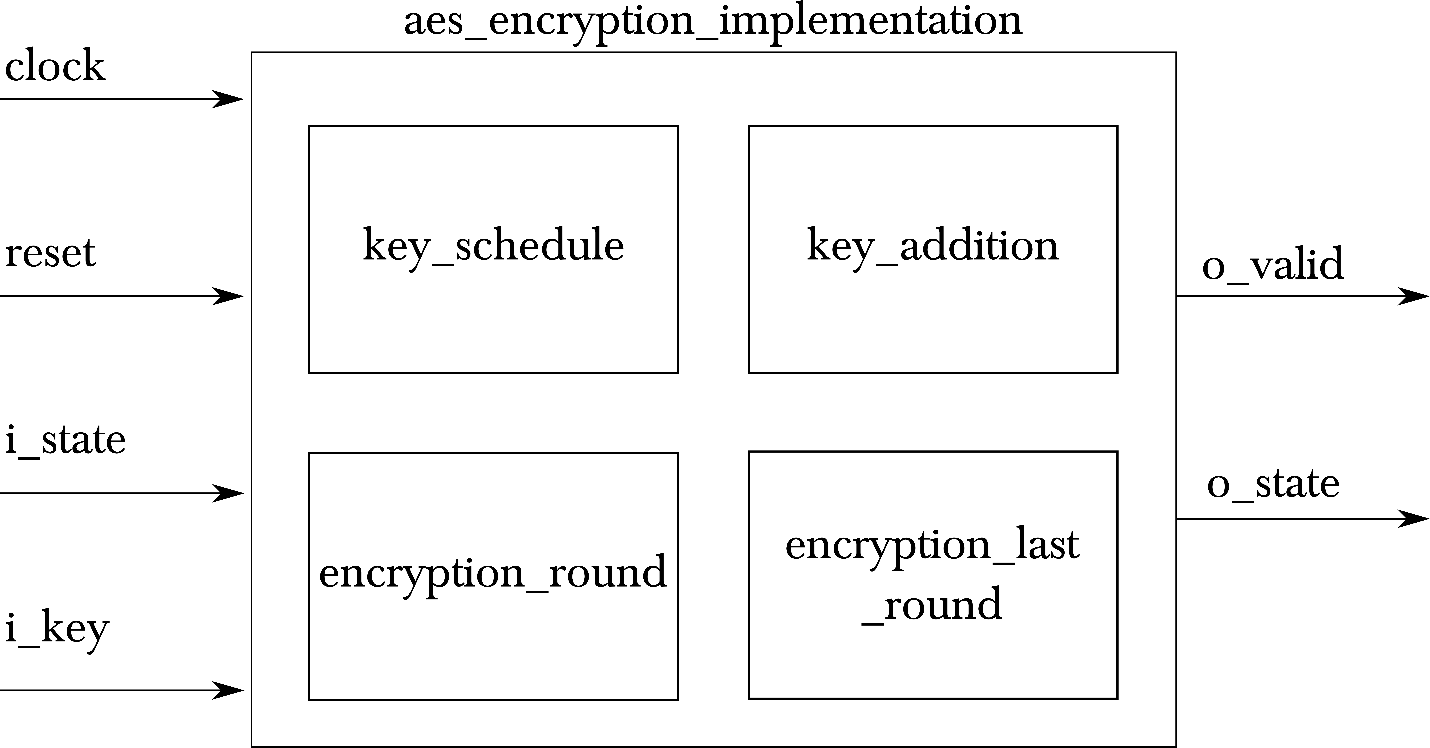 aes_encryption_implementation
clock
reset
i_state
i_key
key_schedule
key_addition
encryption_round
encryption_last
_round
o_valid
o_state